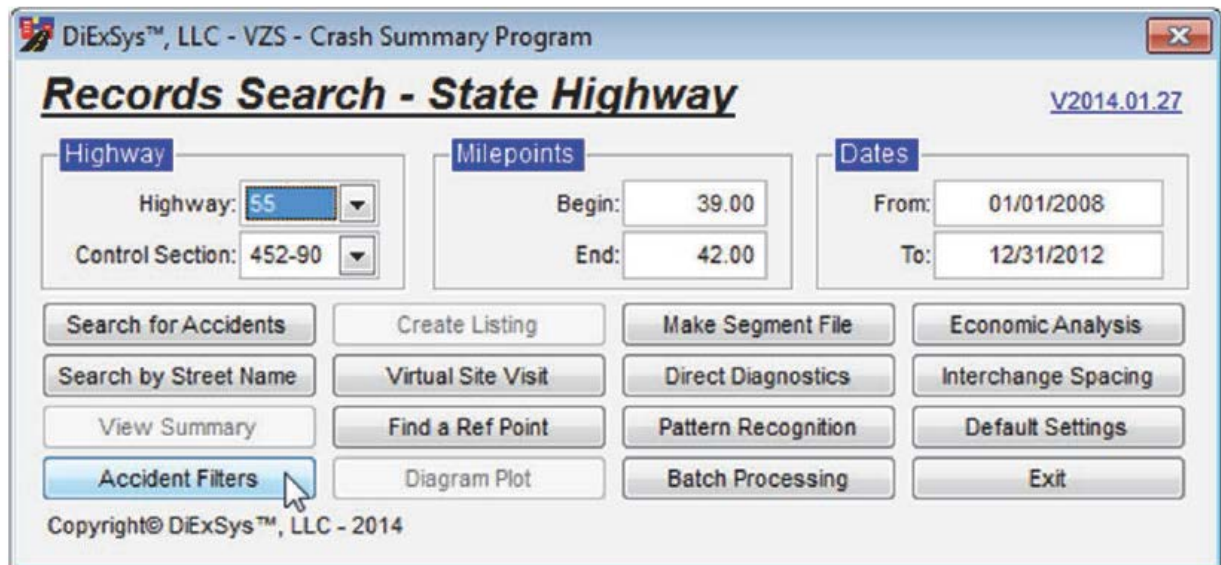 DiExSys™, LLC - VZS - Crash Summary Program
Records Search - State Highway
V2014.01.27
Highway
Milepoints
Dates
Highway: 55
Begin: 39.00
From: 01/01/2008
Control Section: 452-90
End: 42.00
To: 12/31/2012
Search for Accidents
Create Listing
Make Segment File
Economic Analysis
Search by Street Name
Virtual Site Visit
Direct Diagnostics
Interchange Spacing
View Summary
Find a Ref Point
Pattern Recognition
Default Settings
Accident Filters
Diagram Plot
Batch Processing
Exit
Copyright© DiExSys™, LLC - 2014